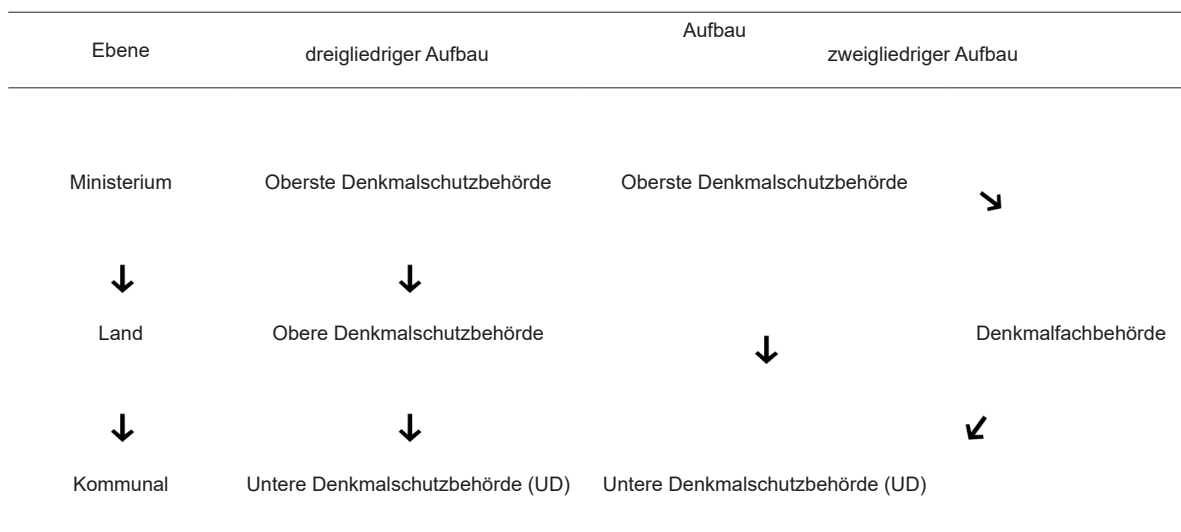 Aufbau
Ebene dreigliedriger Aufbau zweigliedriger Aufbau
Ministerium Oberste Denkmalschutzbehörde Oberste Denkmalschutzbehörde
Land Obere Denkmalschutzbehörde Denkmalfachbehörde
Kommunal Untere Denkmalschutzbehörde (UD) Untere Denkmalschutzbehörde (UD)